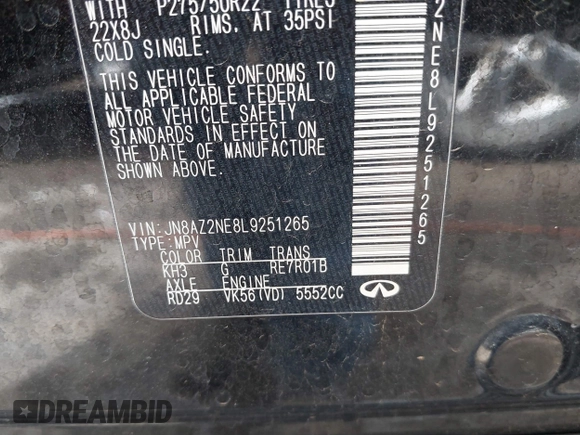 WITH P275/50R22 TYRES
22X8J RIMS. AT 35PSI
COLD SINGLE.
THIS VEHICLE CONFORMS TO
ALL APPLICABLE FEDERAL
MOTOR VEHICLE SAFETY
STANDARDS IN EFFECT ON
THE DATE OF MANUFACTURE
SHOWN ABOVE.
VIN:JN8AZ2NE8L9251265
TYPE:MPV
COLOR TRIM TRANS
KH3 G RE7R01B
AXLE ENGINE
RD29 VK56(VD) 5552CC
2NE8L9251265
DREAMBID